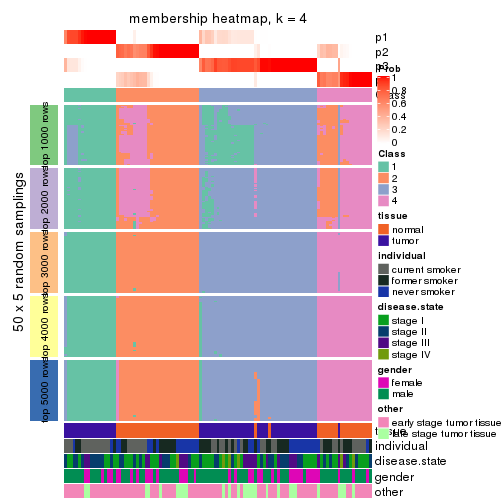 membership heatmap, k = 4
p1
p2
p3
Prob
1
0.8
0.6
0.4
0.2
0
Class
1
2
3
4
tissue
normal
tumor
individual
current smoker
former smoker
never smoker
disease.state
stage I
stage II
stage III
stage IV
gender
female
male
other
early stage tumor tissue
late stage tumor tissue
50 x 5 random samplings
top 1000 rows
top 2000 rows
top 3000 rows
top 4000 rows
top 5000 rows
individual
disease.state
gender
other